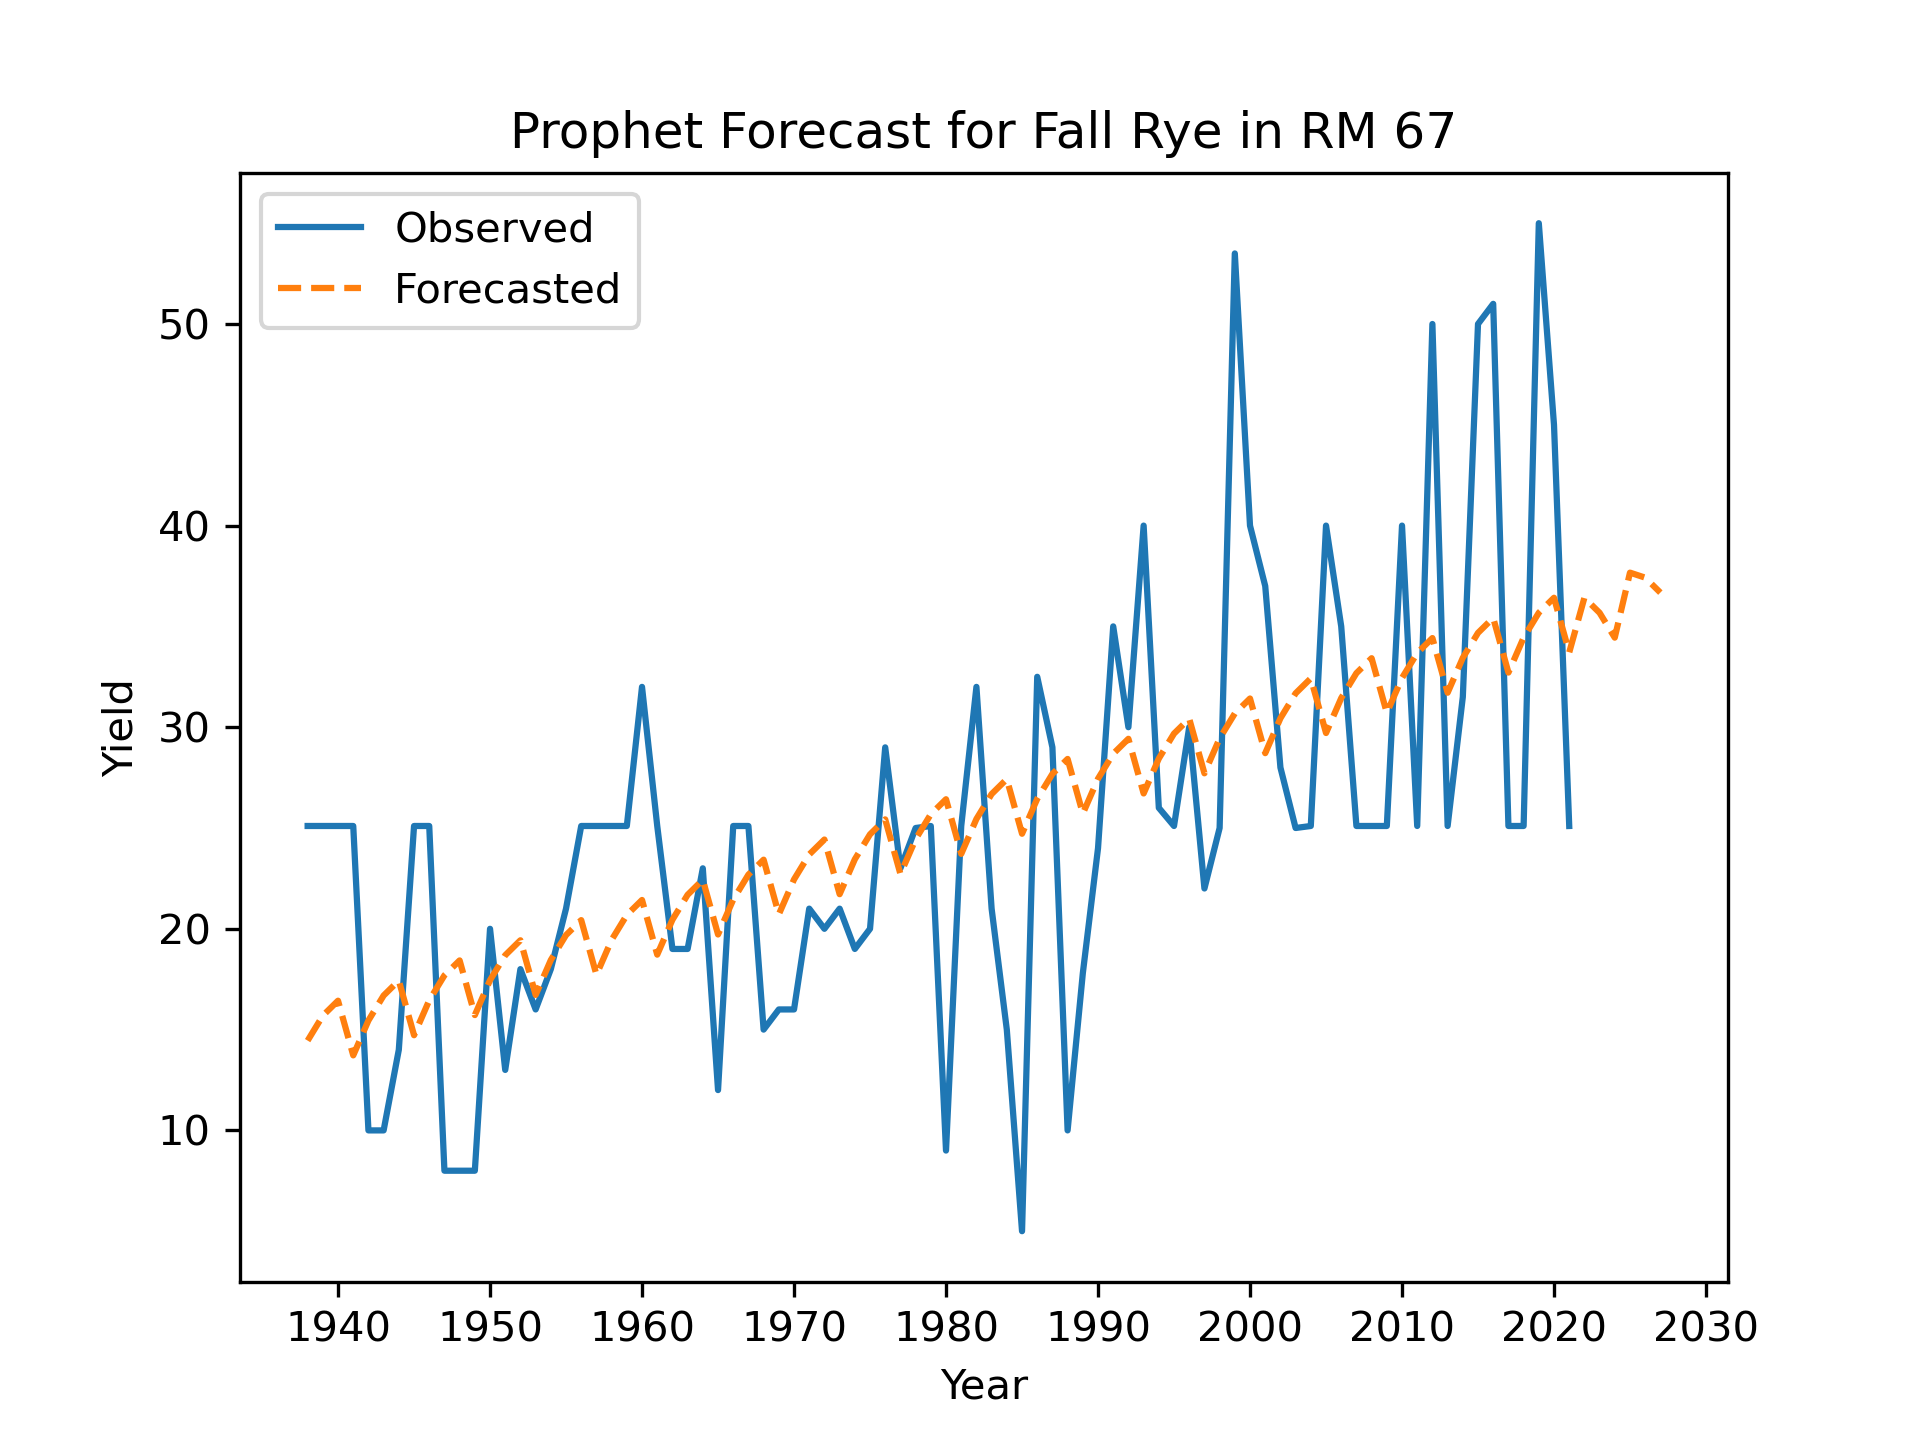 Prophet Forecast for Fall Rye in RM 67
Observed
Forecasted
50
40
30
20
10
Yield
1940 1950 1960 1970 1980 1990 2000 2010 2020 2030
Year